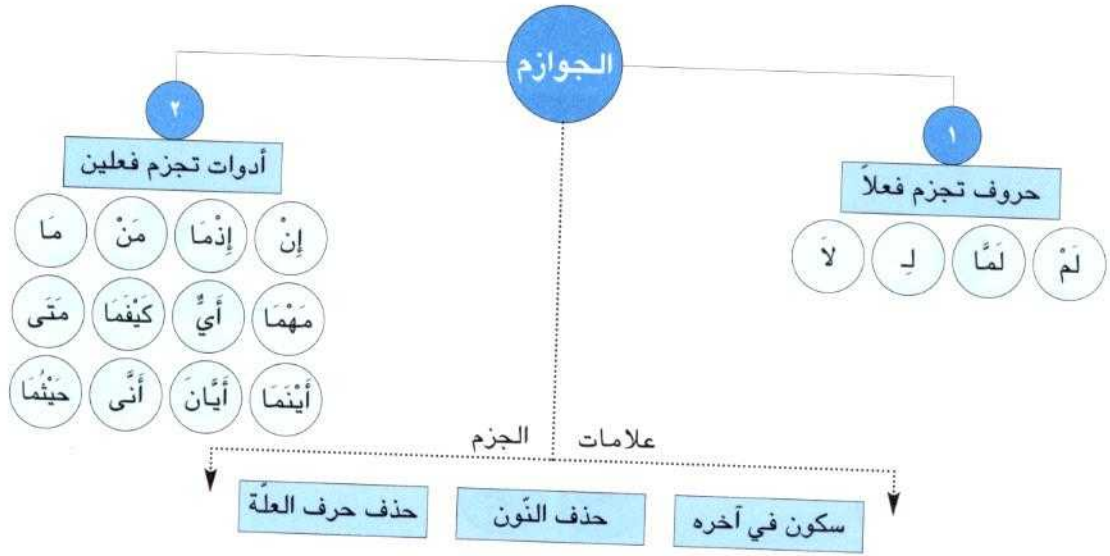 الجوازم
١
حروف تجزم فعلاً
لَمْ لَمَّا لِـ لاَ
٢
أدوات تجزم فعلين
إِنْ إِذْمَا مَنْ مَا
مَهْمَا أَيٌّ كَيْفَمَا مَتَى
أَيْنَمَا أَيَّانَ أَنَّى حَيْثُمَا
علامات الجزم
سكون في آخره حذف النّون حذف حرف العلّة